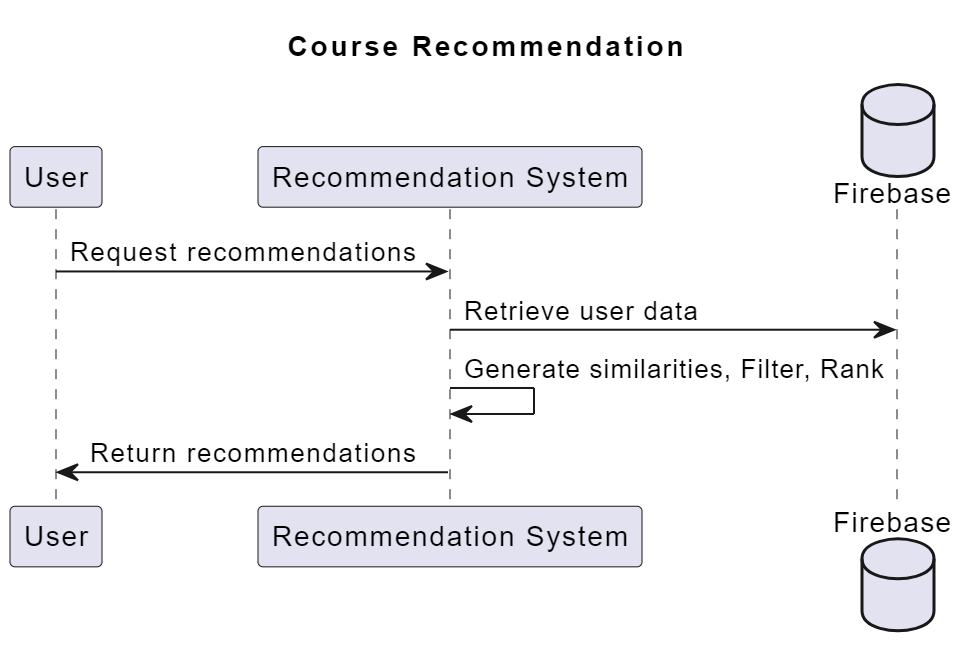 Course Recommendation
User
Recommendation System
Firebase
Request recommendations
Retrieve user data
Generate similarities, Filter, Rank
Return recommendations
User
Recommendation System
Firebase